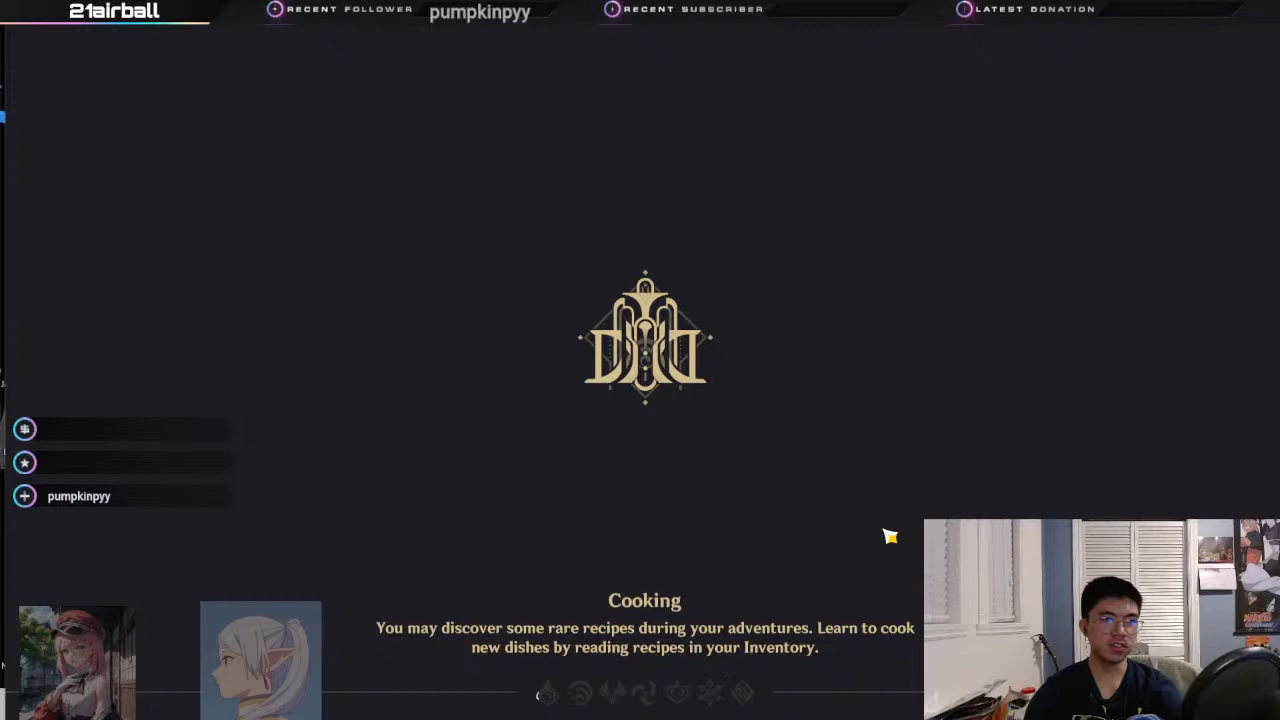 21airball
RECENT FOLLOWER
pumpkinpyy
RECENT SUBSCRIBER
LATEST DONATION
pumpkinpyy
Cooking
You may discover some rare recipes during your adventures. Learn to cook
new dishes by reading recipes in your Inventory.